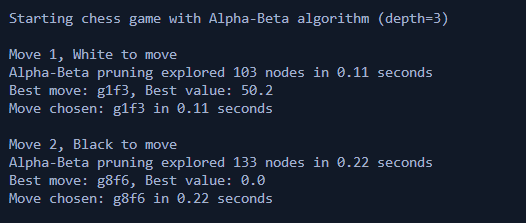 Starting chess game with Alpha-Beta algorithm (depth=3)
Move 1, White to move
Alpha-Beta pruning explored 103 nodes in 0.11 seconds
Best move: g1f3, Best value: 50.2
Move chosen: g1f3 in 0.11 seconds
Move 2, Black to move
Alpha-Beta pruning explored 133 nodes in 0.22 seconds
Best move: g8f6, Best value: 0.0
Move chosen: g8f6 in 0.22 seconds